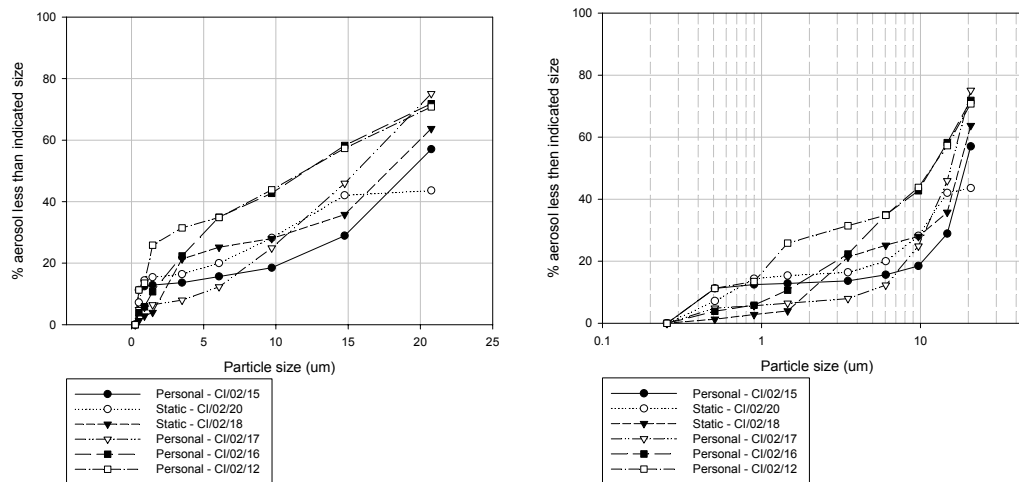 100
80
60
40
20
0
% aerosol less than indicated size
0 5 10 15 20 25
Particle size (um)
Personal - CI/02/15
Static - CI/02/20
Static - CI/02/18
Personal - CI/02/17
Personal - CI/02/16
Personal - CI/02/12
100
80
60
40
20
0
% aerosol less then indicated size
0.1 1 10
Particle size (um)
Personal - CI/02/15
Static - CI/02/20
Static - CI/02/18
Personal - CI/02/17
Personal - CI/02/16
Personal - CI/02/12